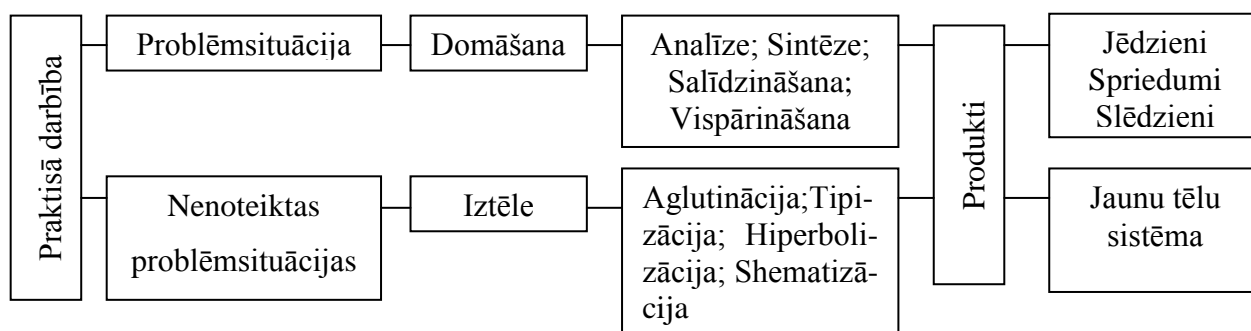 Praktisā darbība
Problēmsituācija
Domāšana
Analīze; Sintēze;
Salīdzināšana;
Vispārināšana
Produkti
Jēdzieni
Spriedumi
Slēdzieni
Nenoteiktas
problēmsituācijas
Iztēle
Aglutinācija;Tipi-
zācija; Hiperboli-
zācija; Shematizā-
cija
Jaunu tēlu
sistēma